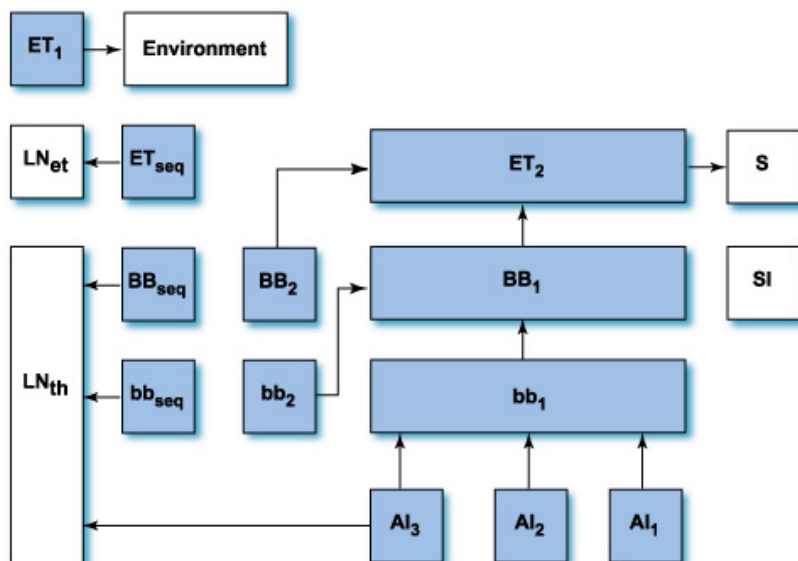 ET1 Environment
LNet ETseq ET2 S
BBseq BB2 BB1 SI
LNth bbseq bb2 bb1
AI3 AI2 AI1